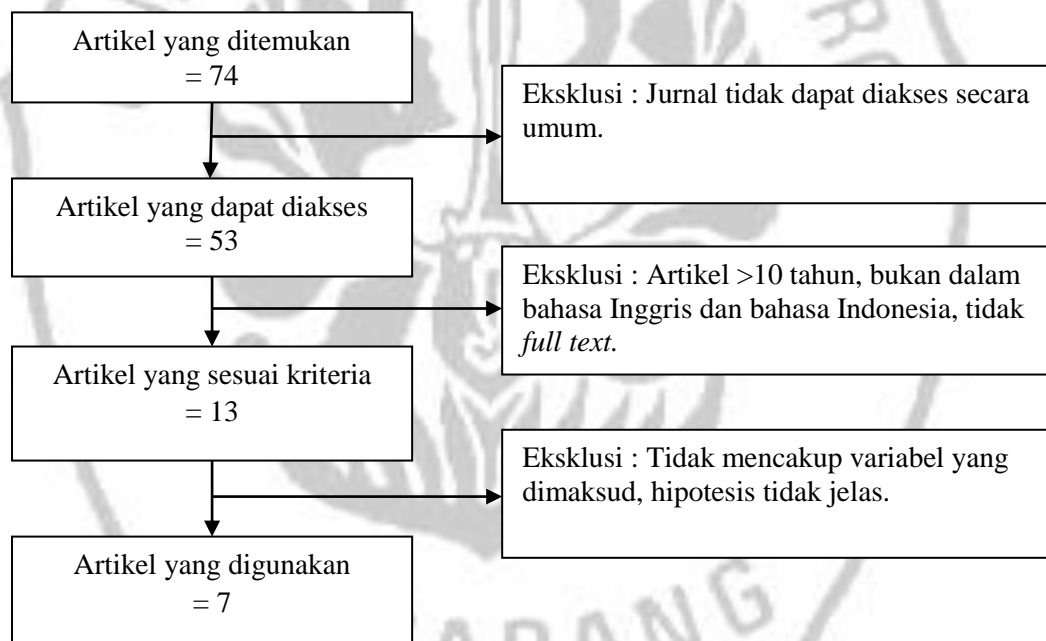 Artikel yang ditemukan
= 74
Eksklusi : Jurnal tidak dapat diakses secara
umum.
Artikel yang dapat diakses
= 53
Eksklusi : Artikel >10 tahun, bukan dalam
bahasa Inggris dan bahasa Indonesia, tidak
full text.
Artikel yang sesuai kriteria
= 13
Eksklusi : Tidak mencakup variabel yang
dimaksud, hipotesis tidak jelas.
Artikel yang digunakan
= 7